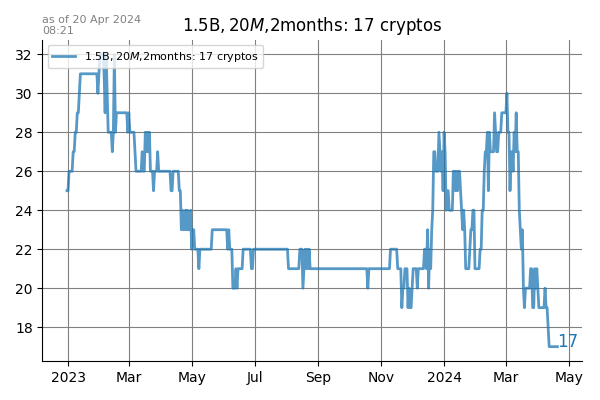 as of 20 Apr 2024
08:21
1.5B, 20M,2months: 17 cryptos
1.5B, 20M,2months: 17 cryptos
32
30
28
26
24
22
20
18
17
2023 Mar May Jul Sep Nov 2024 Mar May